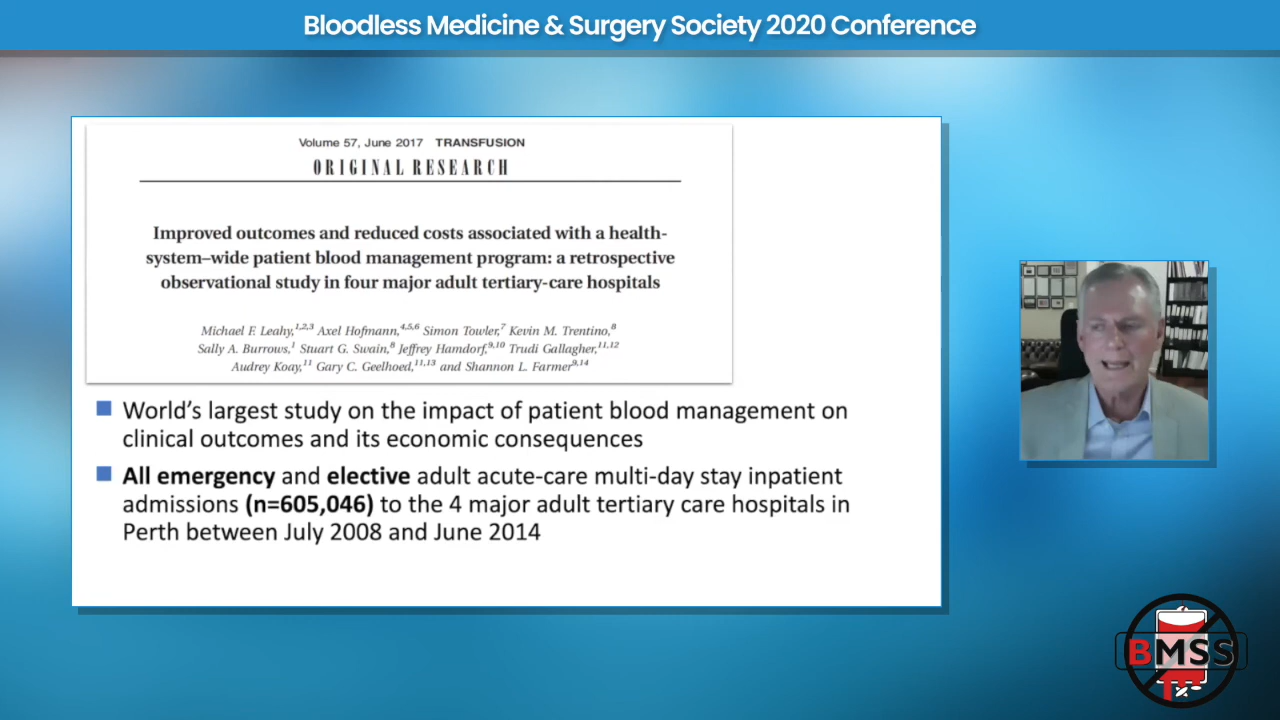 Bloodless Medicine & Surgery Society 2020 Conference
Volume 57, June 2017 TRANSFUSION
ORIGINAL RESEARCH
Improved outcomes and reduced costs associated with a health-
system–wide patient blood management program: a retrospective
observational study in four major adult tertiary-care hospitals
Michael F. Leahy,1,2,3 Axel Hofmann,4,5,6 Simon Towler,7 Kevin M. Trentino,8
Sally A. Burrows,1 Stuart G. Swain,8 Jeffrey Hamdorf,9,10 Trudi Gallagher,11,12
Audrey Koay,11 Gary C. Geelhoed,11,13 and Shannon L. Farmer9,14
World's largest study on the impact of patient blood management on
clinical outcomes and its economic consequences
All emergency and elective adult acute-care multi-day stay inpatient
admissions (n=605,046) to the 4 major adult tertiary care hospitals in
Perth between July 2008 and June 2014
BMSS